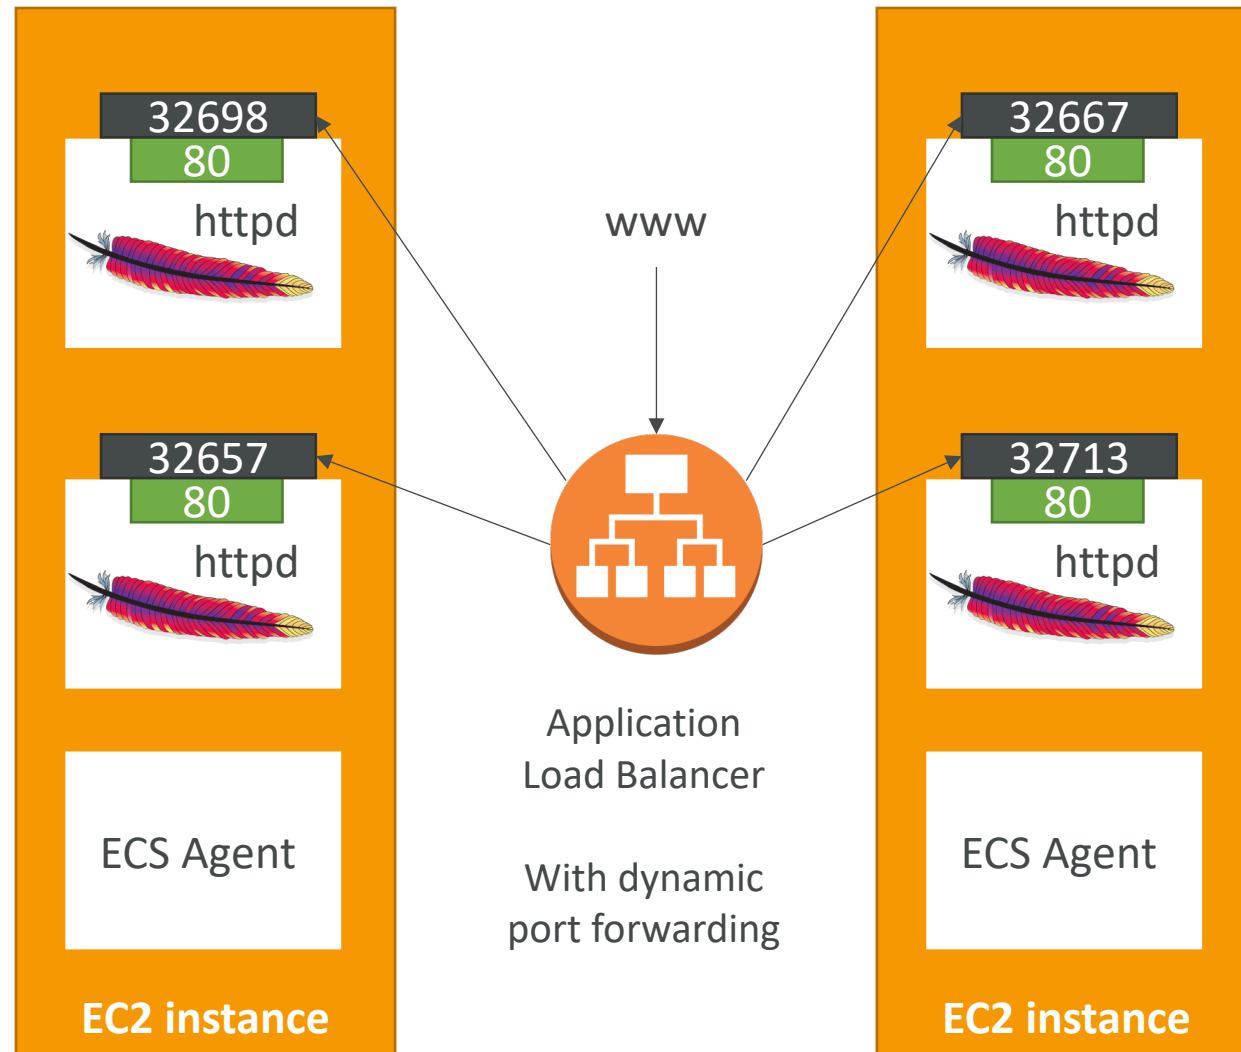 32698
80
httpd
32657
80
httpd
ECS Agent
EC2 instance
www
Application
Load Balancer
With dynamic
port forwarding
32667
80
httpd
32713
80
httpd
ECS Agent
EC2 instance